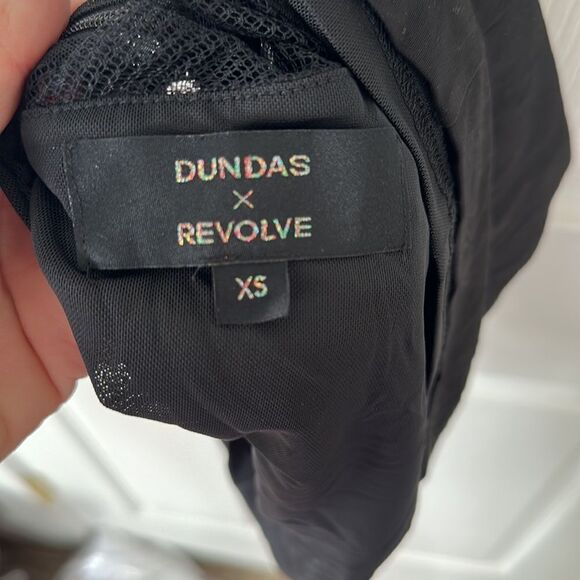 DUNDAS
×
REVOLVE
XS